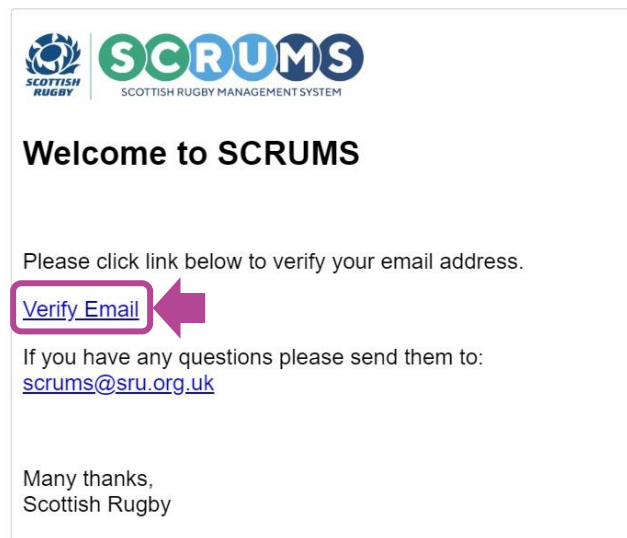 SCOTTISH
RUGBY
SCRUMS
SCOTTISH RUGBY MANAGEMENT SYSTEM
Welcome to SCRUMS
Please click link below to verify your email address.
Verify Email
If you have any questions please send them to:
scrums@sru.org.uk
Many thanks,
Scottish Rugby